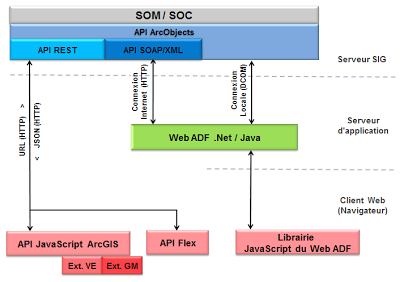 SOM / SOC
API ArcObjects
API REST
API SOAP/XML
Serveur SIG
URL (HTTP) >
< JSON (HTTP)
Connexion
Internet (HTTP)
Connexion
Locale (DCOM)
Serveur
d'application
Web ADF .Net / Java
Client Web
(Navigateur)
API JavaScript ArcGIS
API Flex
Librairie
JavaScript du Web ADF
Ext. VE
Ext. GM